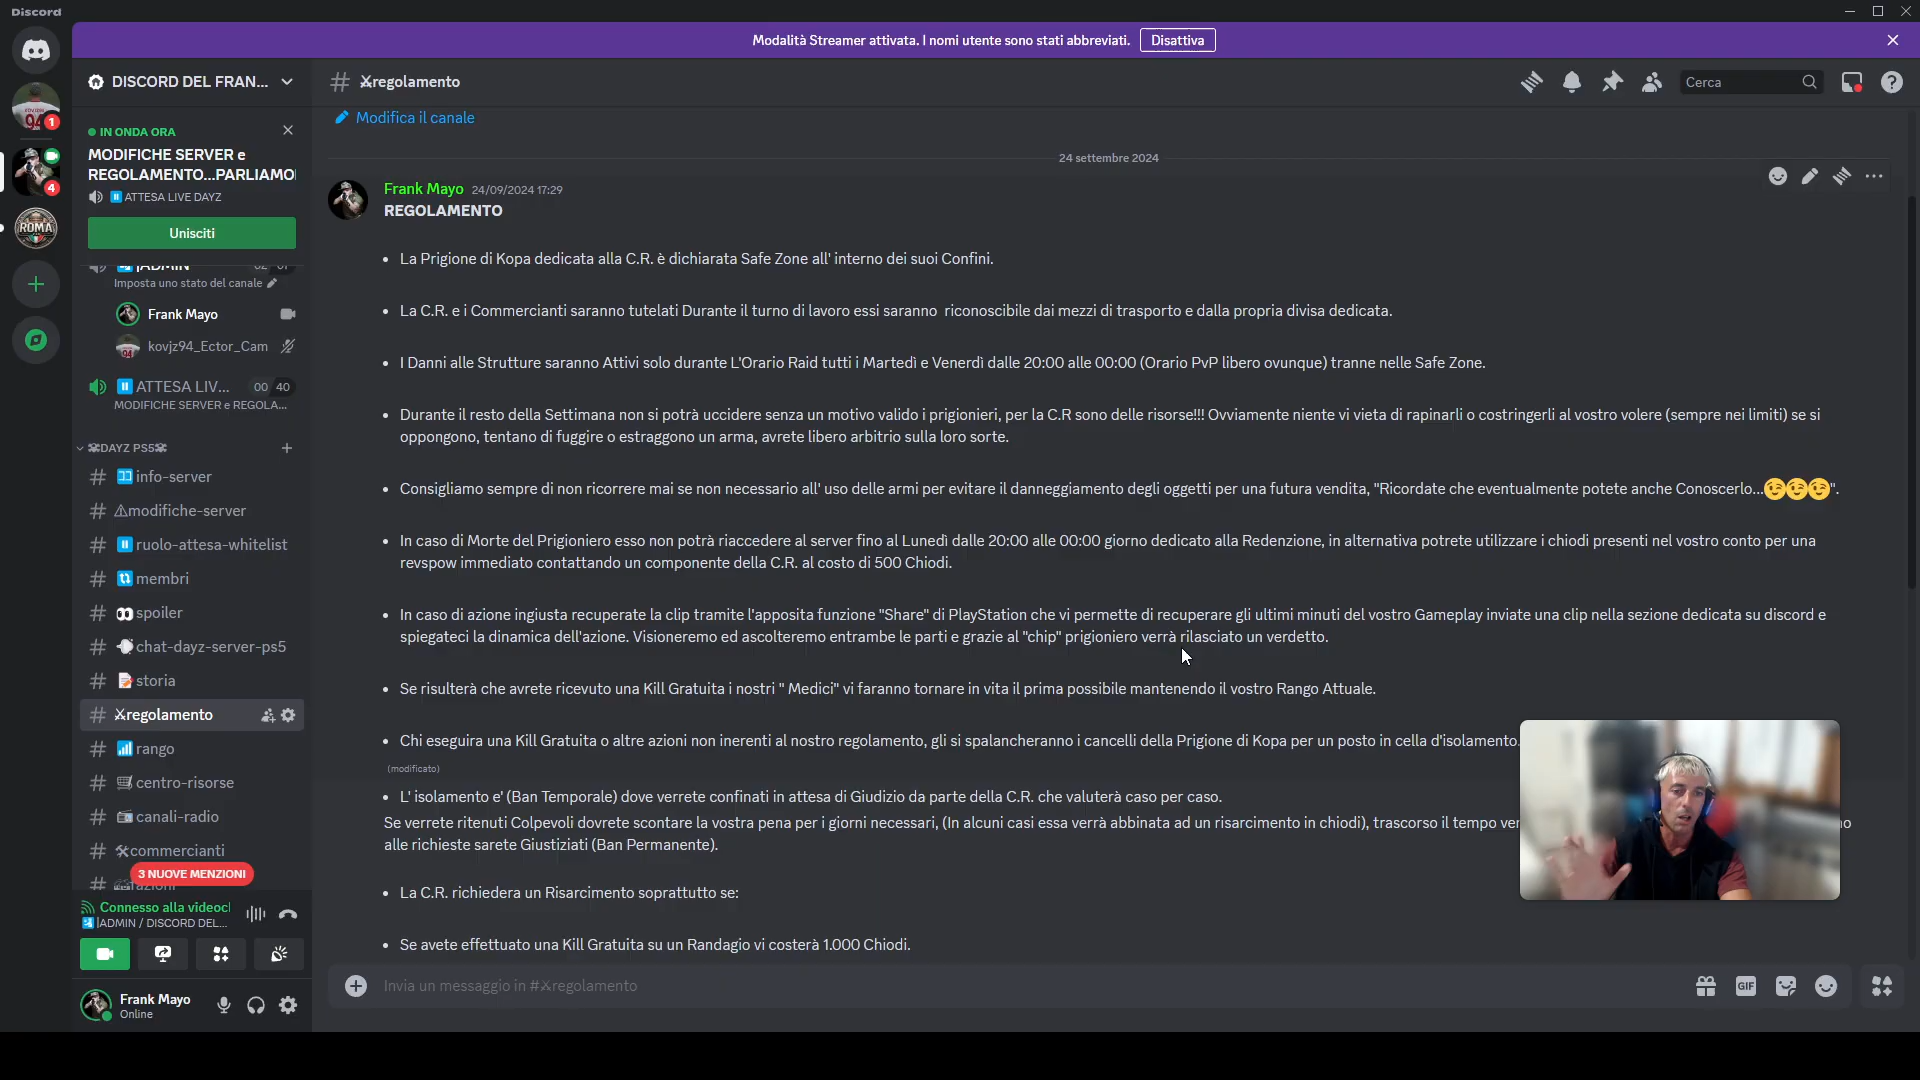 Discord
Modalità Streamer attivata. I nomi utente sono stati abbreviati. Disattiva
DISCORD DEL FRAN...
regolamento
Cerca
Modifica il canale
IN ONDA ORA
MODIFICHE SERVER e
REGOLAMENTO...PARLIAMO
ATTESA LIVE DAYZ
Unisciti
|ADMIN
Imposta uno stato del canale
Frank Mayo
kovjz94_Ector_Cam
ATTESA LIV... 00 40
MODIFICHE SERVER e REGOLA...
DAYZ PS5
info-server
modifiche-server
ruolo-attesa-whitelist
membri
spoiler
chat-dayz-server-ps5
storia
regolamento
rango
centro-risorse
canali-radio
commercianti
3 NUOVE MENZIONI
Connesso alla videoc
|ADMIN / DISCORD DEL...
Frank Mayo
Online
1
4
ROMA
24 settembre 2024
Frank Mayo 24/09/2024 17:29
REGOLAMENTO
• La Prigione di Kopa dedicata alla C.R. è dichiarata Safe Zone all' interno dei suoi Confini.
• La C.R. e i Commercianti saranno tutelati Durante il turno di lavoro essi saranno riconoscibile dai mezzi di trasporto e dalla propria divisa dedicata.
• I Danni alle Strutture saranno Attivi solo durante L'Orario Raid tutti i Martedì e Venerdì dalle 20:00 alle 00:00 (Orario PvP libero ovunque) tranne nelle Safe Zone.
• Durante il resto della Settimana non si potrà uccidere senza un motivo valido i prigionieri, per la C.R sono delle risorse!!! Ovviamente niente vi vieta di rapinarli o costringerli al vostro volere (sempre nei limiti) se si
oppongono, tentano di fuggire o estraggono un arma, avrete libero arbitrio sulla loro sorte.
• Consigliamo sempre di non ricorrere mai se non necessario all' uso delle armi per evitare il danneggiamento degli oggetti per una futura vendita, "Ricordate che eventualmente potete anche Conoscerlo...😉😉😉".
• In caso di Morte del Prigioniero esso non potrà riaccedere al server fino al Lunedì dalle 20:00 alle 00:00 giorno dedicato alla Redenzione, in alternativa potrete utilizzare i chiodi presenti nel vostro conto per una
revspow immediato contattando un componente della C.R. al costo di 500 Chiodi.
• In caso di azione ingiusta recuperate la clip tramite l'apposita funzione "Share" di PlayStation che vi permette di recuperare gli ultimi minuti del vostro Gameplay inviate una clip nella sezione dedicata su discord e
spiegateci la dinamica dell'azione. Visioneremo ed ascolteremo entrambe le parti e grazie al "chip" prigioniero verrà rilasciato un verdetto.
• Se risulterà che avrete ricevuto una Kill Gratuita i nostri " Medici" vi faranno tornare in vita il prima possibile mantenendo il vostro Rango Attuale.
• Chi eseguira una Kill Gratuita o altre azioni non inerenti al nostro regolamento, gli si spalancheranno i cancelli della Prigione di Kopa per un posto in cella d'isolamento.
(modificato)
• L' isolamento e' (Ban Temporale) dove verrete confinati in attesa di Giudizio da parte della C.R. che valuterà caso per caso.
Se verrete ritenuti Colpevoli dovrete scontare la vostra pena per i giorni necessari, (In alcuni casi essa verrà abbinata ad un risarcimento in chiodi), trascorso il tempo
alle richieste sarete Giustiziati (Ban Permanente).
• La C.R. richiedera un Risarcimento soprattutto se:
• Se avete effettuato una Kill Gratuita su un Randagio vi costerà 1.000 Chiodi.
Invia un messaggio in #regolamento
GIF